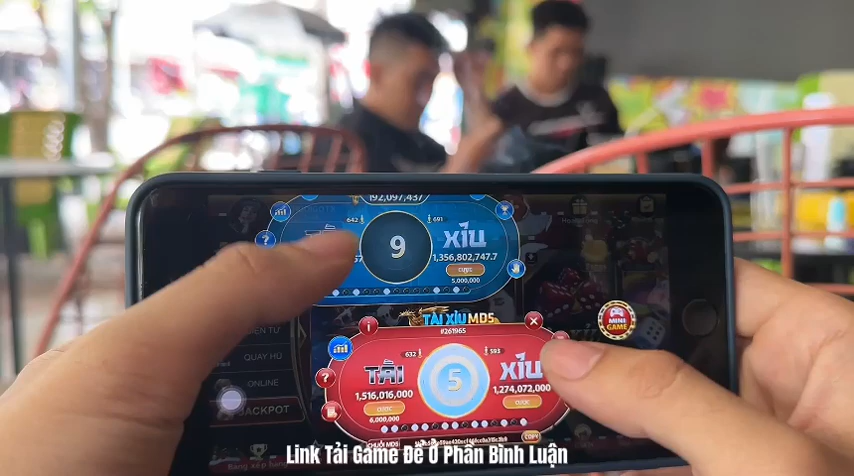 192,097,437
642
691
9
XỈU
1,356,802,747.7
CƯỢC
5,000,000
TÀI XỈU MD5
#261965
MINI GAME
632
593
TÀI
5
XỈU
1,516,016,000
1,274,072,000
CƯỢC
CƯỢC
6,000,000
QUAY HŨ
ONLINE
JACKPOT
CHUỖI MD5
COPY
Link Tải Game Để Ở Phần Bình Luận